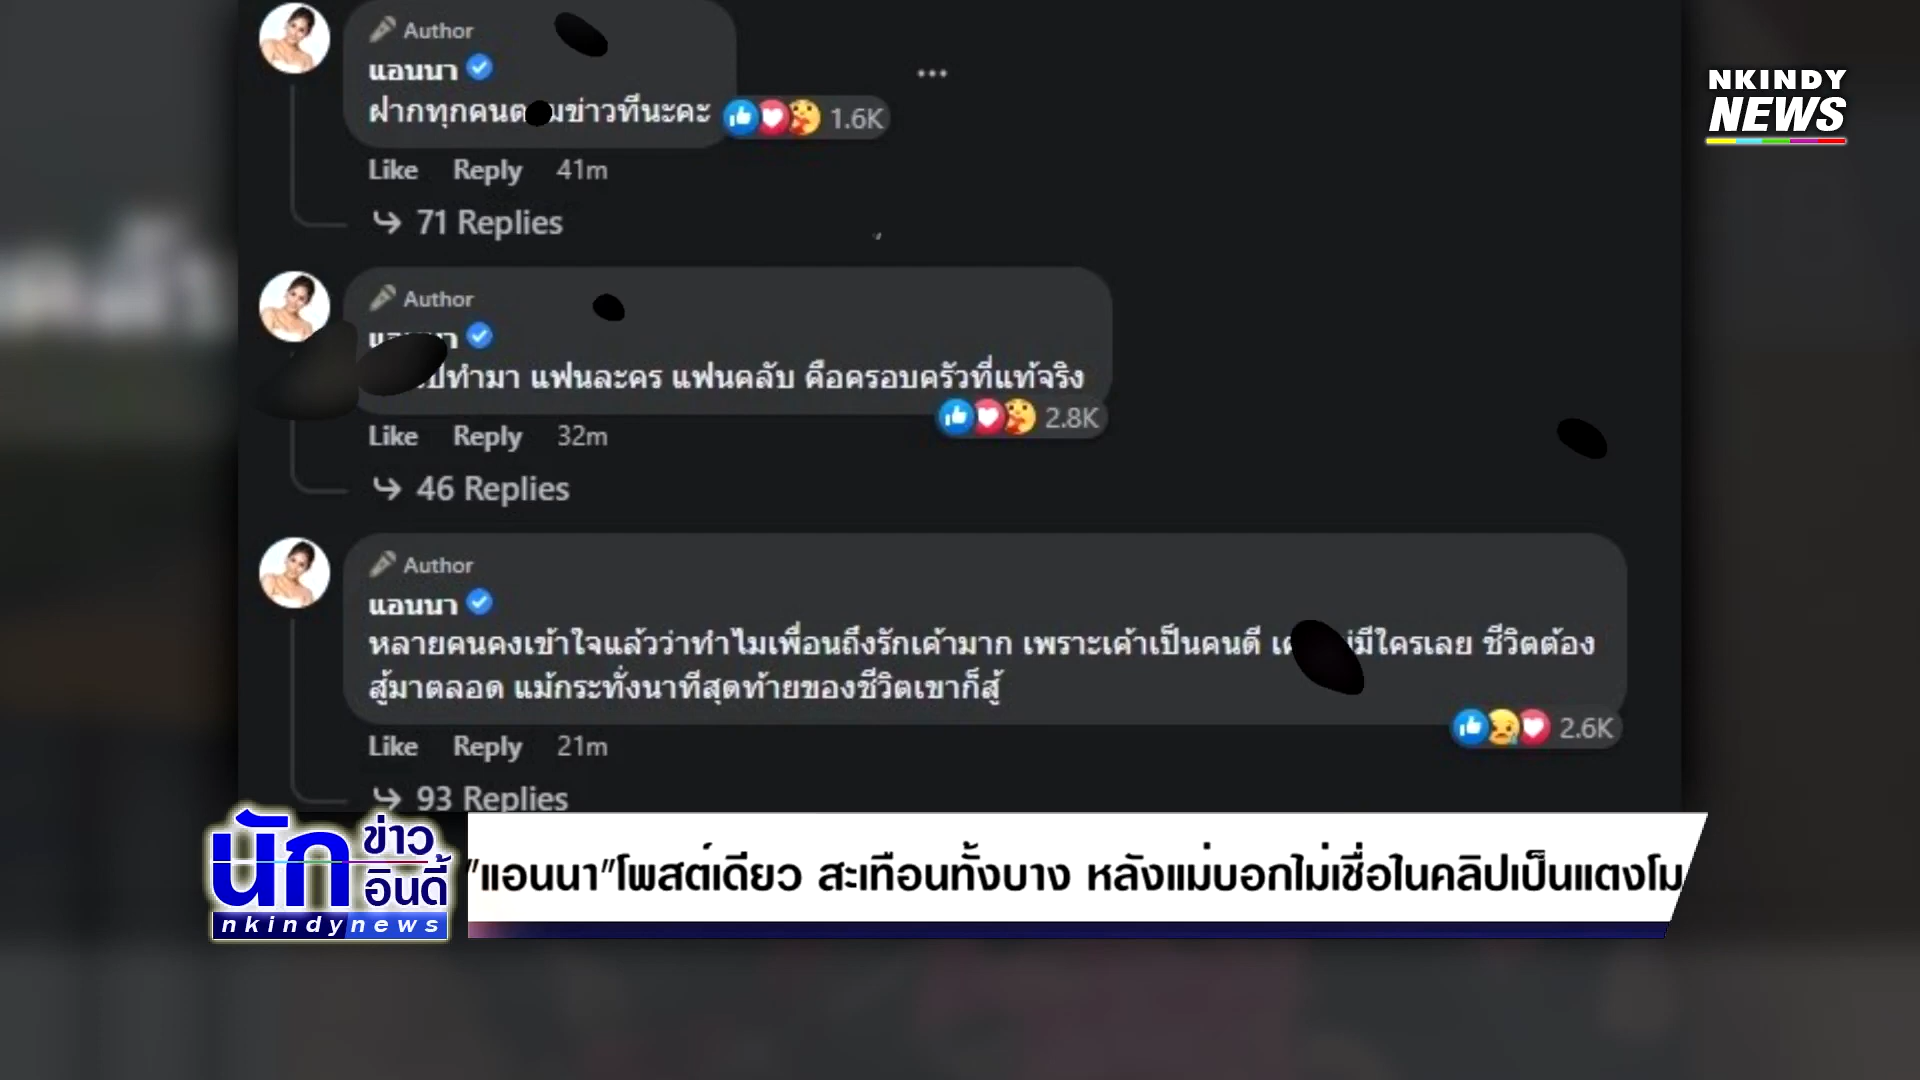 Author
แอนนา
ฝากทุกคน ข่าวทีนะคะ
1.6K
Like Reply 41m
71 Replies
Author
ทำมา แฟนละคร แฟนคลับ คือครอบครัวที่แท้จริง
2.8K
Like Reply 32m
46 Replies
Author
แอนนา
หลายคนคงเข้าใจแล้วว่าทำไมเพื่อนถึงรักเค้ามาก เพราะเค้าเป็นคนดี มีใครเลย ชีวิตต้อง
สู้มาตลอด แม้กระทั่งนาทีสุดท้ายของชีวิตเขาก็สู้
2.6K
Like Reply 21m
93 Replies
NKINDY
NEWS
นักข่าวอินดี้
nkindynews
"แอนนา"โพสต์เดียว สะเทือนทั้งบาง หลังแม่บอกไม่เชื่อในคลิปเป็นแตงโม